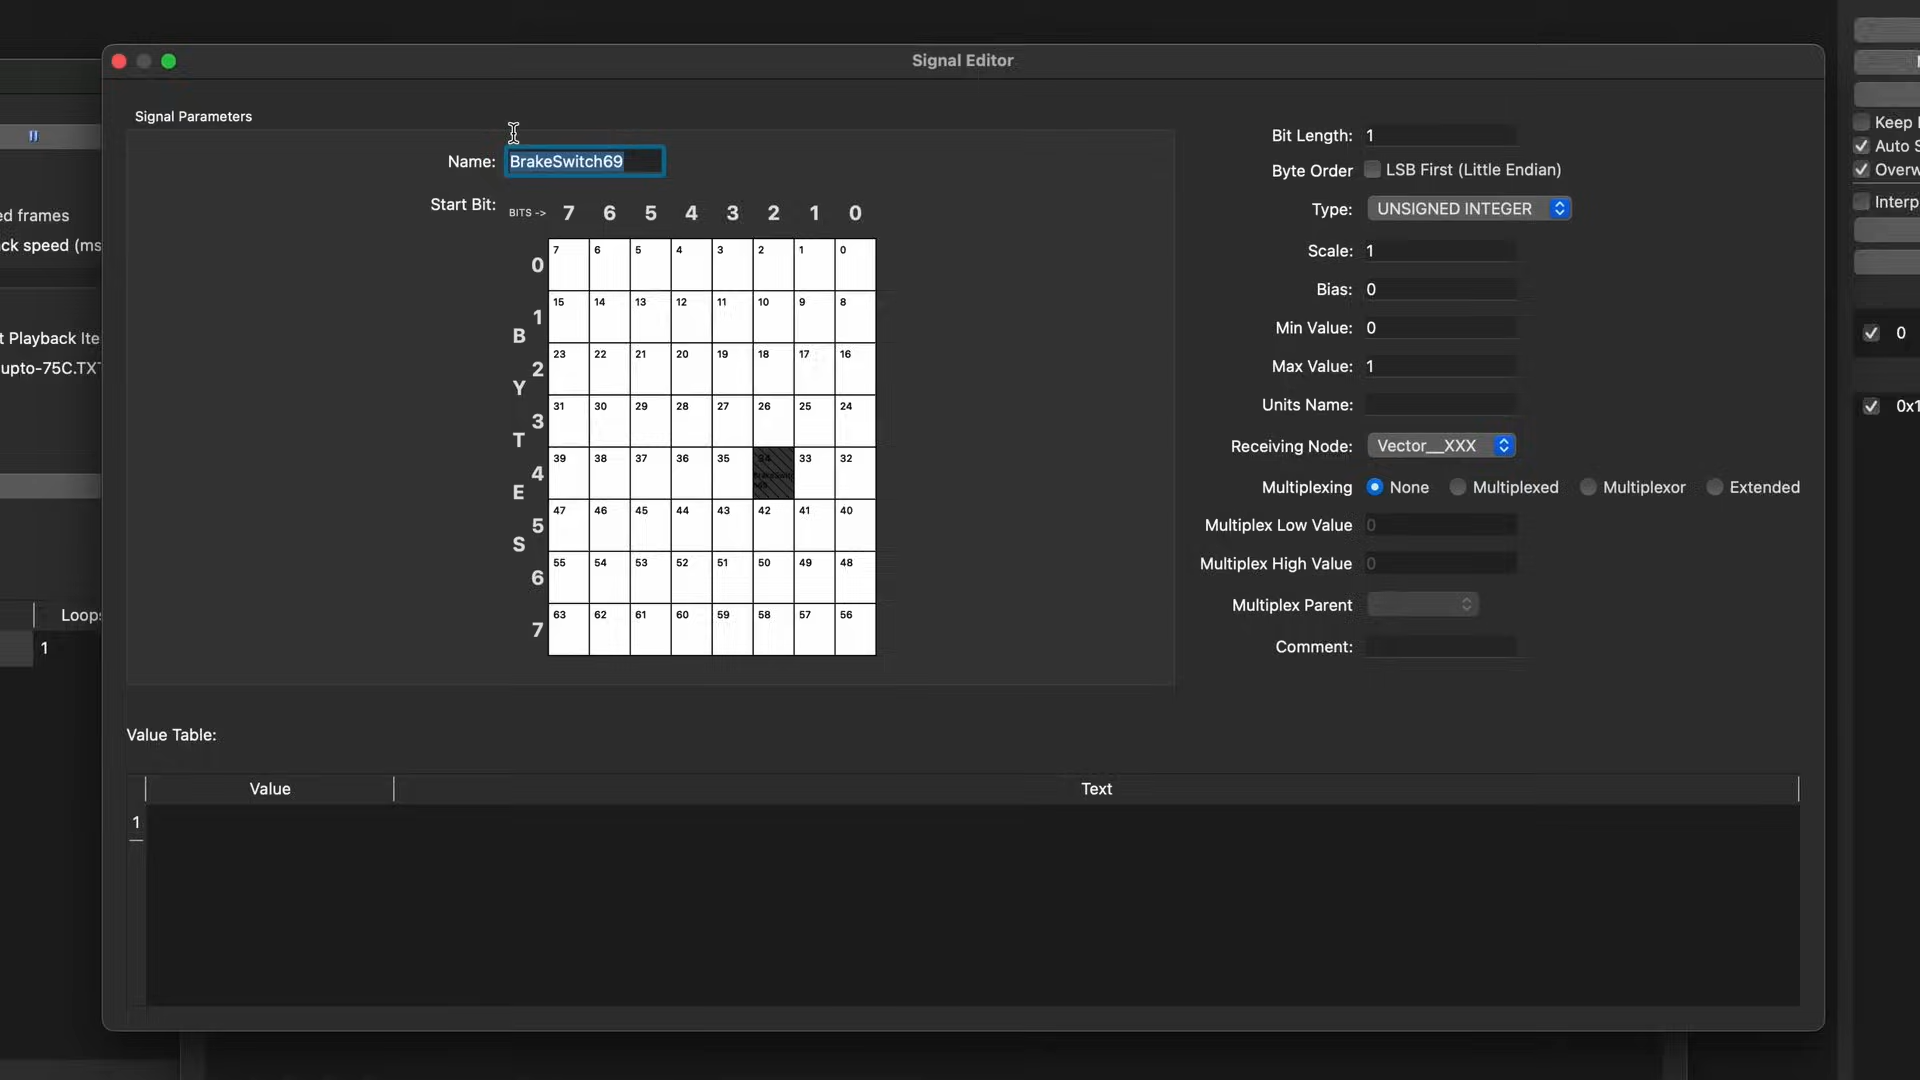 Signal Editor
Signal Parameters
Name: BrakeSwitch69
Start Bit: BITS -> 7 6 5 4 3 2 1 0
0 7 6 5 4 3 2 1 0
1 15 14 13 12 11 10 9 8
B
2 23 22 21 20 19 18 17 16
Y
3 31 30 29 28 27 26 25 24
T
4 39 38 37 36 35 34 33 32
E
5 47 46 45 44 43 42 41 40
S
6 55 54 53 52 51 50 49 48
7 63 62 61 60 59 58 57 56
Bit Length: 1
Byte Order LSB First (Little Endian)
Type: UNSIGNED INTEGER
Scale: 1
Bias: 0
Min Value: 0
Max Value: 1
Units Name:
Receiving Node: Vector__XXX
Multiplexing None Multiplexed Multiplexor Extended
Multiplex Low Value 0
Multiplex High Value 0
Multiplex Parent
Comment:
Value Table:
Value Text
1
ed frames
ck speed (ms
t Playback Ite
upto-75C.TXT
Loops
1
Keep
Auto S
Overw
Interp
0
0x1